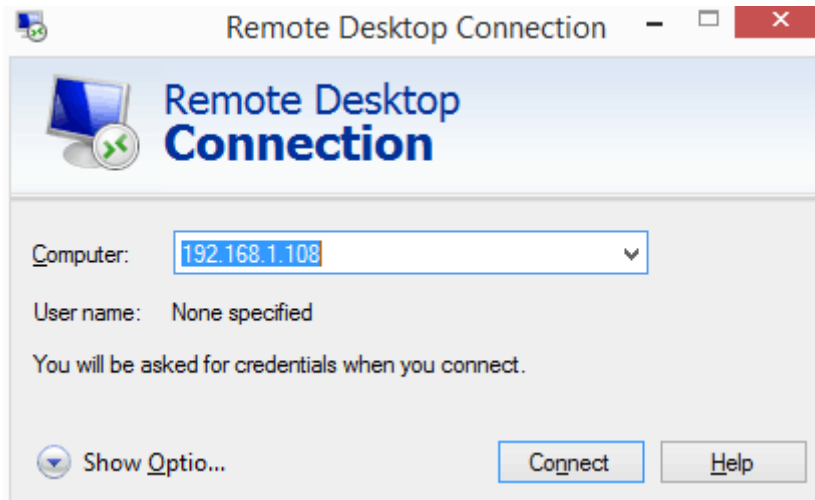 Remote Desktop Connection
Remote Desktop
Connection
Computer: 192.168.1.108
User name: None specified
You will be asked for credentials when you connect.
Show Optio... Connect Help